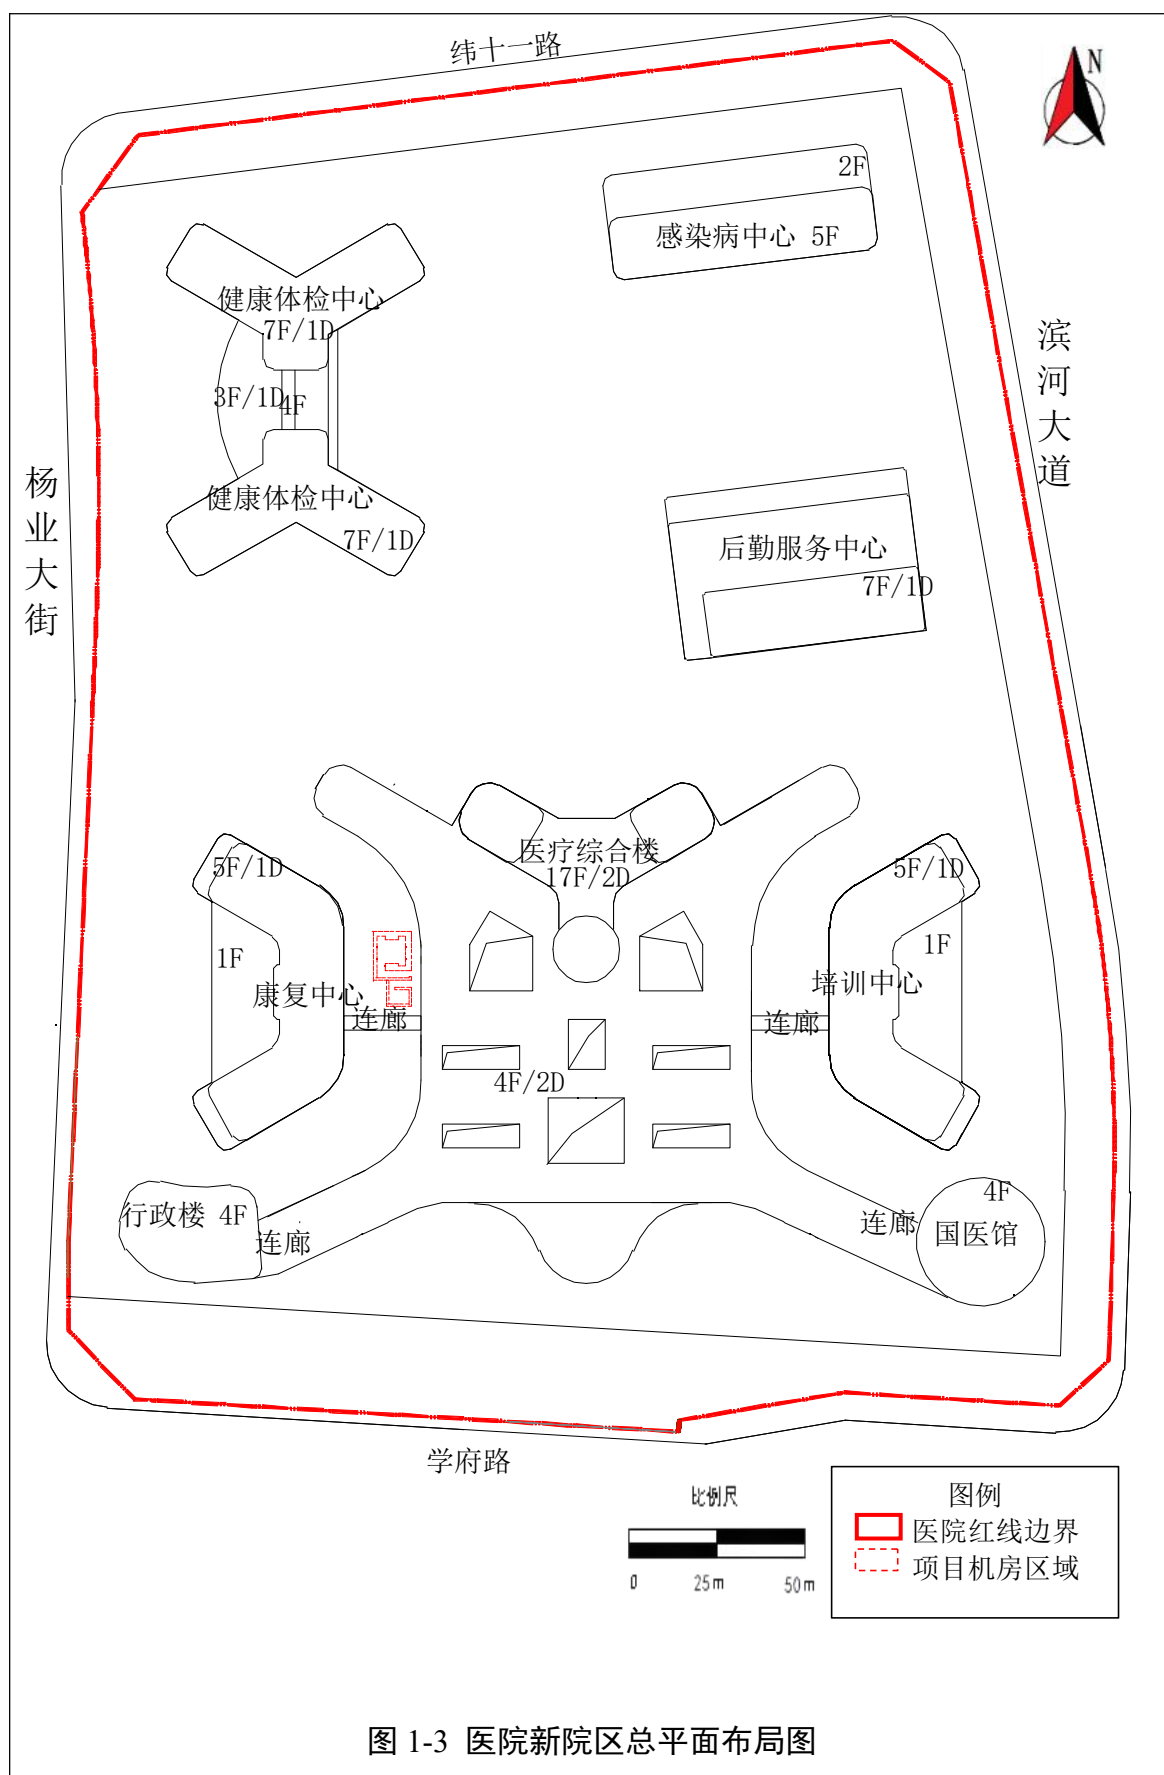 纬十一路
N
2F
感染病中心 5F
健康体检中心
7F/1D
3F/1D
4F
滨河大道
杨业大街
健康体检中心
7F/1D
后勤服务中心
7F/1D
医疗综合楼
17F/2D
5F/1D
5F/1D
1F
1F
康复中心
培训中心
连廊
连廊
4F/2D
行政楼 4F
连廊
连廊
4F
国医馆
学府路
比例尺
0 25m 50m
图例
医院红线边界
项目机房区域
图 1-3 医院新院区总平面布局图